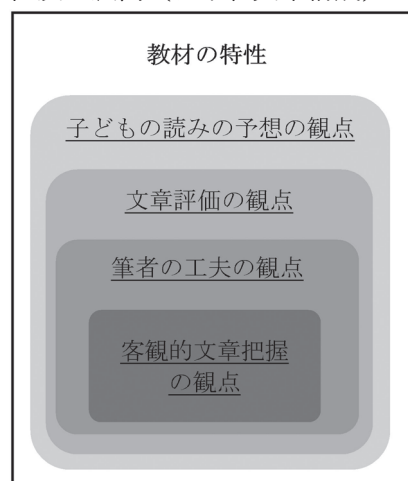 教材の特性
子どもの読みの予想の観点
文章評価の観点
筆者の工夫の観点
客観的文章把握
の観点